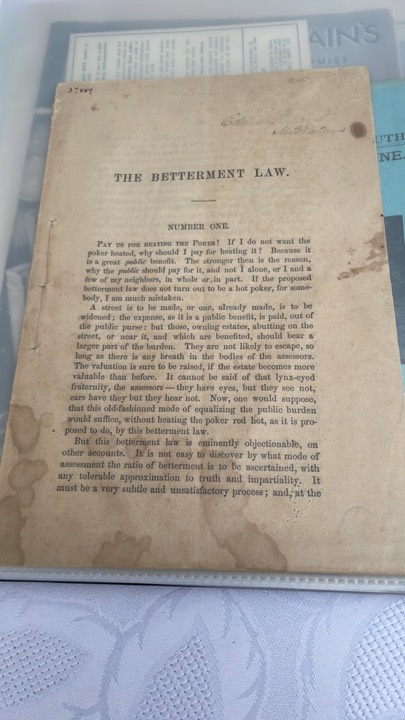 AIN'S
UTH
NE.
THE BETTERMENT LAW.
NUMBER ONE.
PAY US FOR HEATING THE POKER! If I do not want the
poker heated, why should I pay for heating it? Because it
is a great public benefit. The stronger then is the reason,
why the public should pay for it, and not I alone, or I and a
few of my neighbors, in whole or in part. If the proposed
betterment law does not turn out to be a hot poker, for some-
body, I am much mistaken.
A street is to be made, or one, already made, is to be
widened; the expense, as it is a public benefit, is paid, out of
the public purse: but those, owning estates, abutting on the
street, or near it, and which are benefited, should bear a
larger part of the burden. They are not likely to escape, so
long as there is any breath in the bodies of the assessors.
The valuation is sure to be raised, if the estate becomes more
valuable than before. It cannot be said of that lynx-eyed
fraternity, the assessors—they have eyes, but they see not,
ears have they but they hear not. Now, one would suppose,
that this old-fashioned mode of equalizing the public burden
would suffice, without heating the poker red hot, as it is pro-
posed to do, by this betterment law.
But this betterment law is eminently objectionable, on
other accounts. It is not easy to discover by what mode of
assessment the ratio of betterment is to be ascertained, with
any tolerable approximation to truth and impartiality. It
must be a very subtle and unsatisfactory process; and, at the